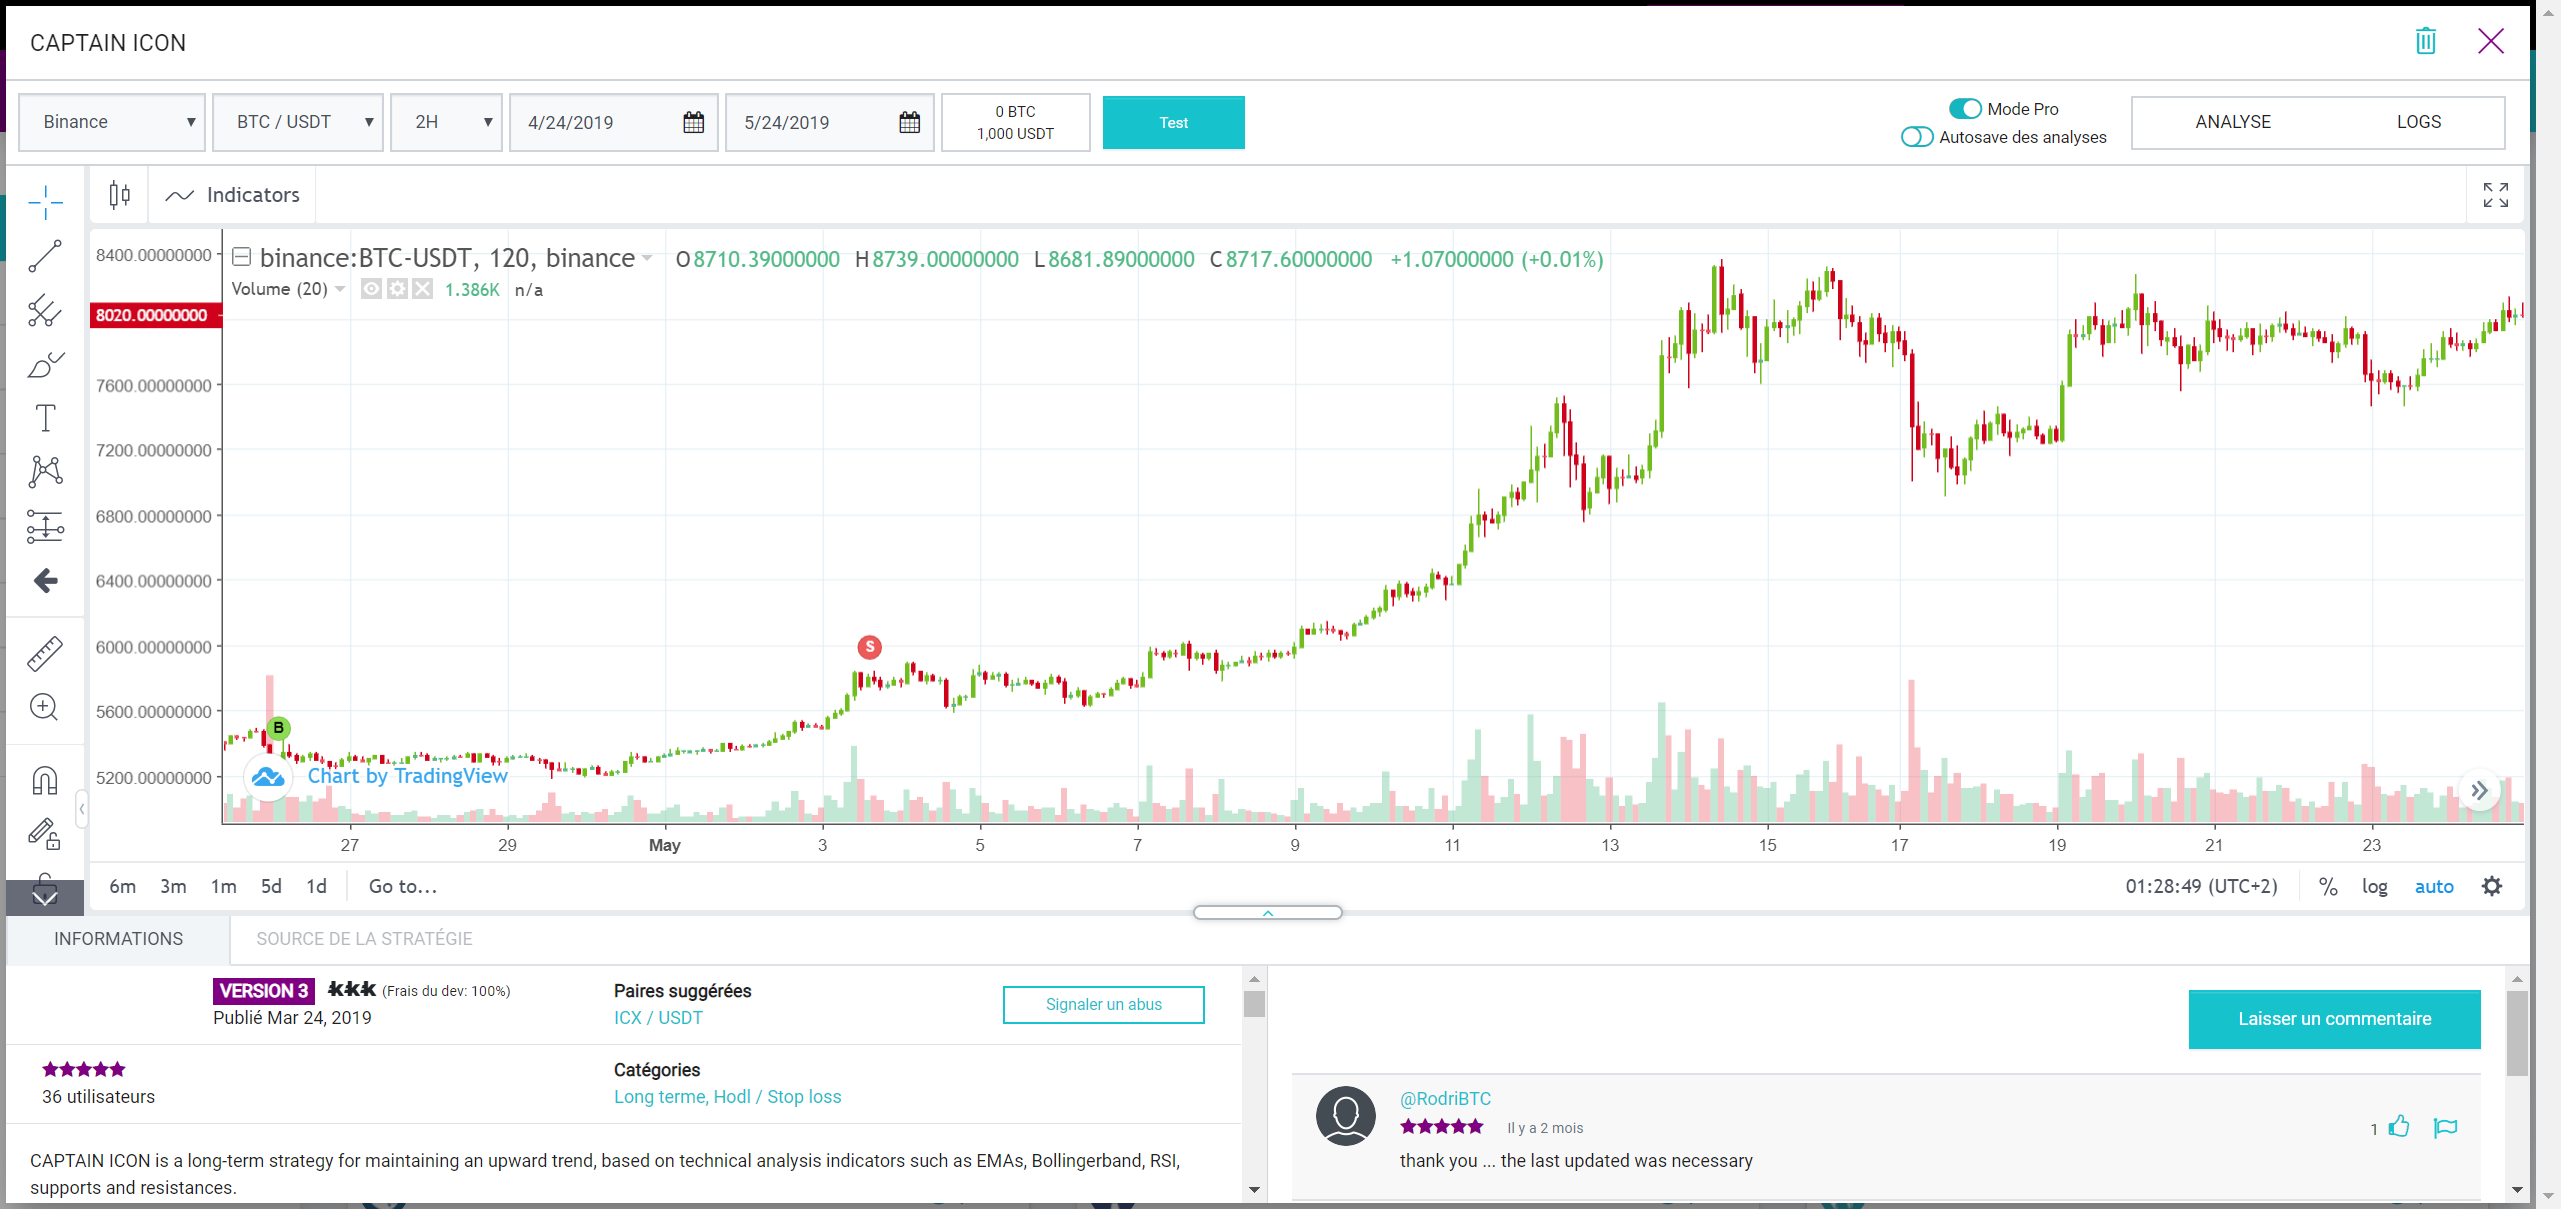 CAPTAIN ICON
Binance
BTC / USDT
2H
4/24/2019
5/24/2019
0 BTC
1,000 USDT
Test
Mode Pro
Autosave des analyses
ANALYSE
LOGS
Indicators
binance:BTC-USDT, 120, binance
O 8710.39000000 H 8739.00000000 L 8681.89000000 C 8717.60000000 +1.07000000 (+0.01%)
Volume (20) 1.386K n/a
8400.00000000
8020.00000000
7600.00000000
7200.00000000
6800.00000000
6400.00000000
6000.00000000
5600.00000000
5200.00000000
S
B
Chart by TradingView
27 29 May 3 5 7 9 11 13 15 17 19 21 23
6m 3m 1m 5d 1d Go to...
01:28:49 (UTC+2) % log auto
INFORMATIONS
SOURCE DE LA STRATÉGIE
VERSION 3 (Frais du dev: 100%)
Publié Mar 24, 2019
Paires suggérées
ICX / USDT
Signaler un abus
36 utilisateurs
Catégories
Long terme, Hodl / Stop loss
CAPTAIN ICON is a long-term strategy for maintaining an upward trend, based on technical analysis indicators such as EMAs, Bollingerband, RSI,
supports and resistances.
Laisser un commentaire
@RodriBTC
Il y a 2 mois
1
thank you ... the last updated was necessary